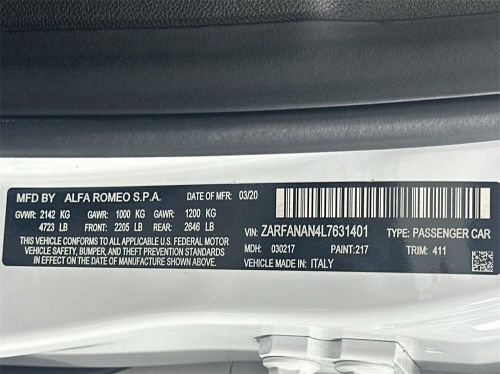 MFD BY ALFA ROMEO S.P.A. DATE OF MFR: 03/20
GVWR: 2142 KG GAWR: 1000 KG GAWR: 1200 KG
4723 LB FRONT: 2205 LB REAR: 2646 LB
THIS VEHICLE CONFORMS TO ALL APPLICABLE U.S. FEDERAL MOTOR
VEHICLE SAFETY, BUMPER, AND THEFT PREVENTION STANDARDS
IN EFFECT ON THE DATE OF MANUFACTURE SHOWN ABOVE.
VIN: ZARFANAN4L7631401 TYPE: PASSENGER CAR
MDH: 030217 PAINT: 217 TRIM: 411
VEHICLE MADE IN: ITALY